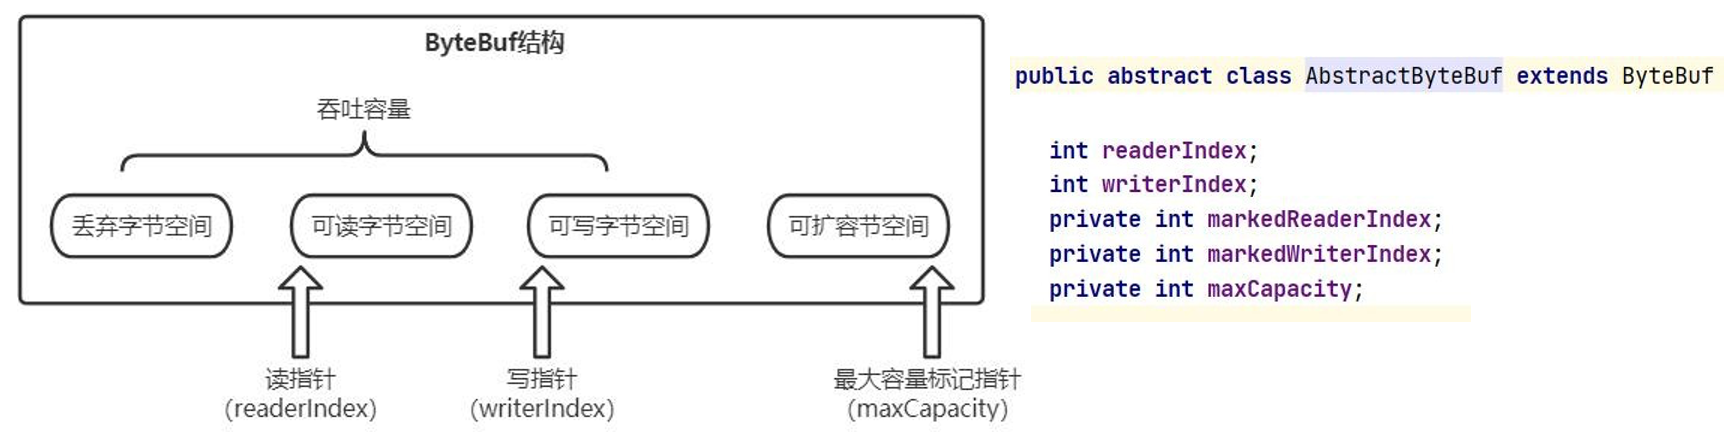 ByteBuf结构
吞吐容量
丢弃字节空间
可读字节空间
可写字节空间
可扩容节空间
读指针
(readerIndex)
写指针
(writerIndex)
最大容量标记指针
(maxCapacity)
public abstract class AbstractByteBuf extends ByteBuf
int readerIndex;
int writerIndex;
private int markedReaderIndex;
private int markedWriterIndex;
private int maxCapacity;